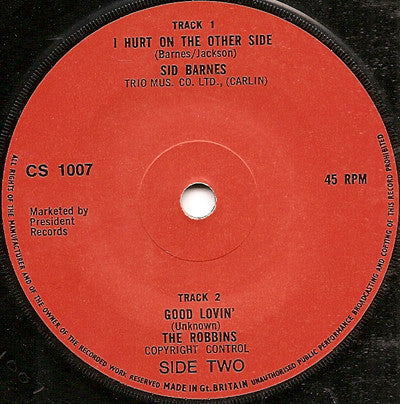 TRACK 1
I HURT ON THE OTHER SIDE
(Barnes/Jackson)
SID BARNES
TRIO MUS. CO. LTD., (CARLIN)
CS 1007
45 RPM
Marketed by
President
Records
TRACK 2
GOOD LOVIN'
(Unknown)
THE ROBBINS
COPYRIGHT CONTROL
SIDE TWO
ALL RIGHTS OF THE MANUFACTURER AND OF THE OWNER OF THE RECORDED WORK RESERVED MADE IN Gt. BRITAIN UNAUTHORISED PUBLIC PERFORMANCE BROADCASTING AND COPYING OF THIS RECORD PROHIBITED